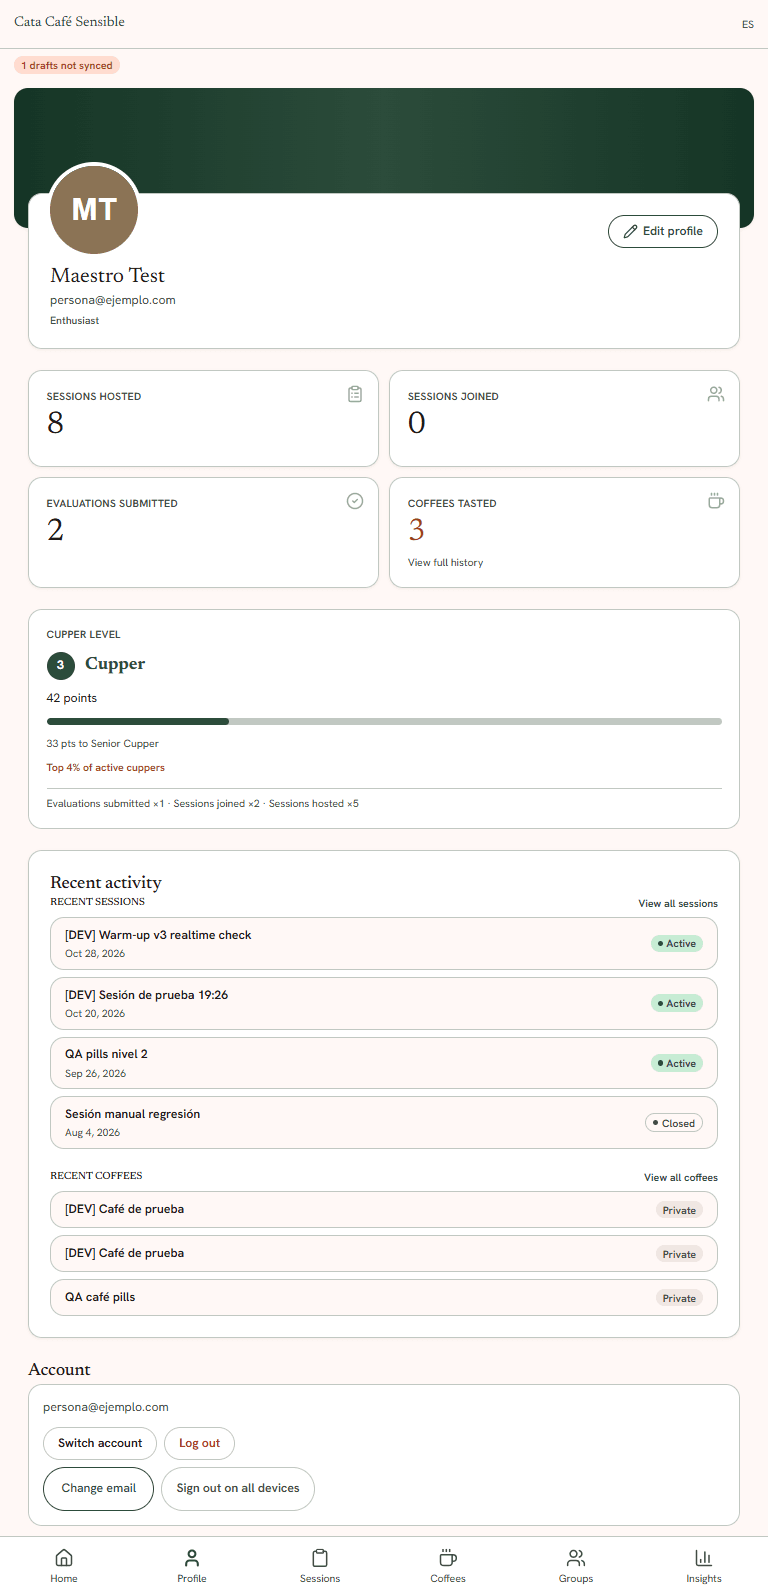 Cata Café Sensible
ES
1 drafts not synced
MT
Edit profile
Maestro Test
persona@ejemplo.com
Enthusiast
SESSIONS HOSTED
8
SESSIONS JOINED
0
EVALUATIONS SUBMITTED
2
COFFEES TASTED
3
View full history
CUPPER LEVEL
3 Cupper
42 points
33 pts to Senior Cupper
Top 4% of active cuppers
Evaluations submitted ×1 · Sessions joined ×2 · Sessions hosted ×5
Recent activity
RECENT SESSIONS
View all sessions
[DEV] Warm-up v3 realtime check
Oct 28, 2026
Active
[DEV] Sesión de prueba 19:26
Oct 20, 2026
Active
QA pills nivel 2
Sep 26, 2026
Active
Sesión manual regresión
Aug 4, 2026
Closed
RECENT COFFEES
View all coffees
[DEV] Café de prueba
Private
[DEV] Café de prueba
Private
QA café pills
Private
Account
persona@ejemplo.com
Switch account
Log out
Change email
Sign out on all devices
Home
Profile
Sessions
Coffees
Groups
Insights